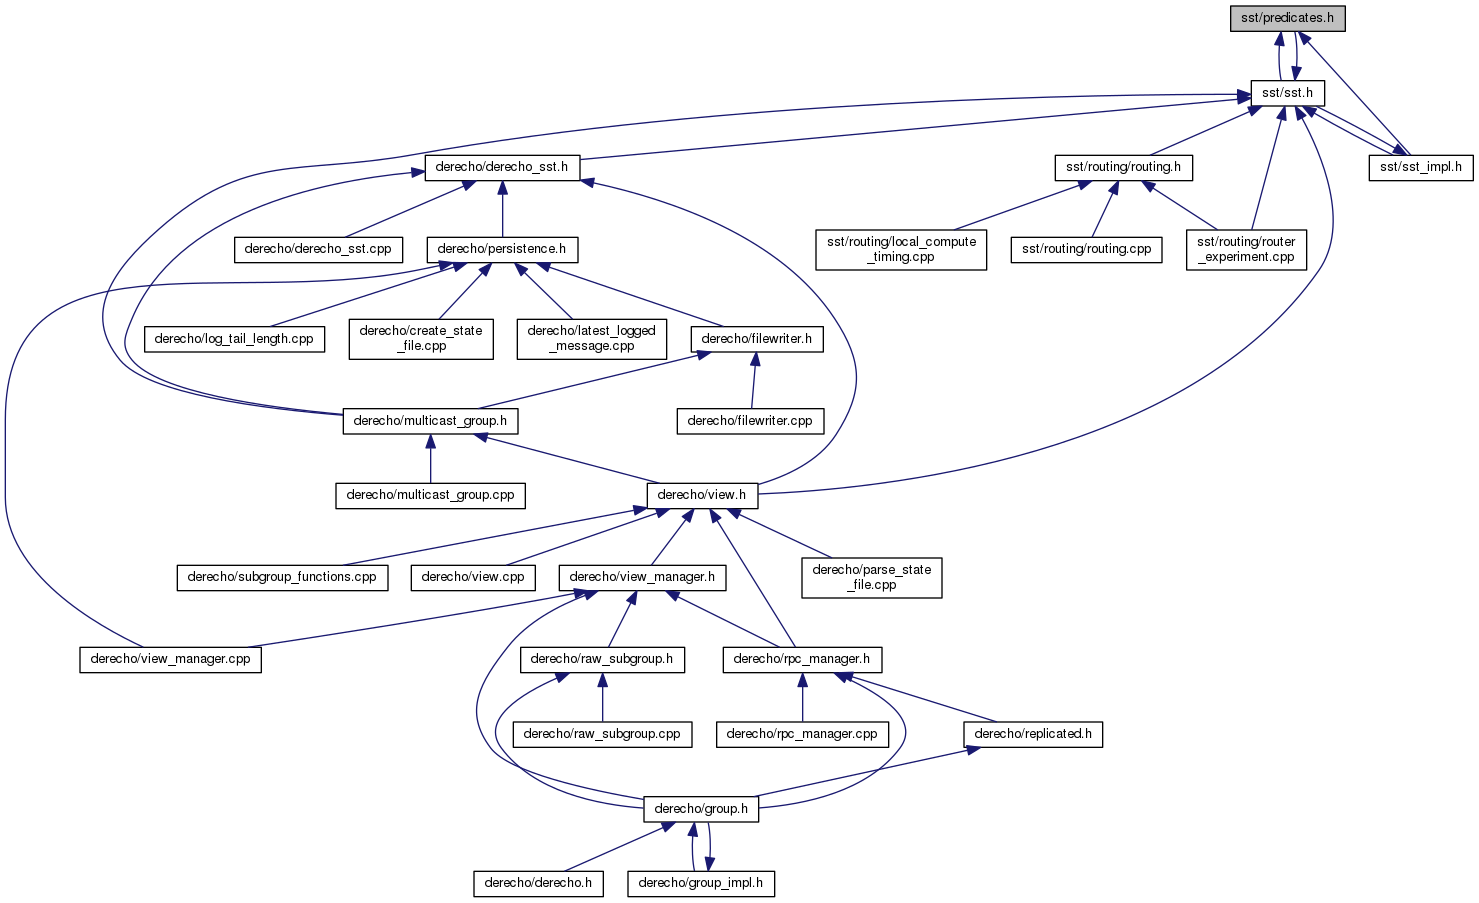 sst/predicates.h
sst/sst.h
derecho/derecho_sst.h
sst/routing/routing.h
sst/sst_impl.h
derecho/derecho_sst.cpp
derecho/persistence.h
sst/routing/local_compute
_timing.cpp
sst/routing/routing.cpp
sst/routing/router
_experiment.cpp
derecho/log_tail_length.cpp
derecho/create_state
_file.cpp
derecho/latest_logged
_message.cpp
derecho/filewriter.h
derecho/multicast_group.h
derecho/filewriter.cpp
derecho/multicast_group.cpp
derecho/view.h
derecho/subgroup_functions.cpp
derecho/view.cpp
derecho/view_manager.h
derecho/parse_state
_file.cpp
derecho/view_manager.cpp
derecho/raw_subgroup.h
derecho/rpc_manager.h
derecho/raw_subgroup.cpp
derecho/rpc_manager.cpp
derecho/replicated.h
derecho/group.h
derecho/derecho.h
derecho/group_impl.h